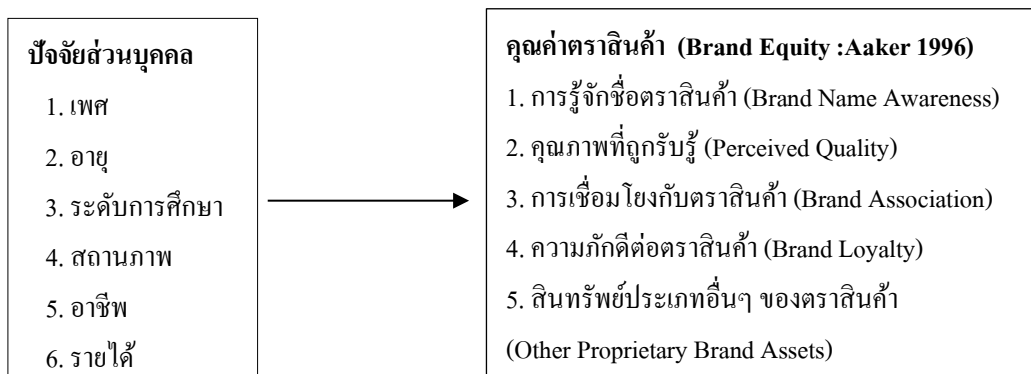 ปัจจัยส่วนบุคคล
1. เพศ
2. อายุ
3. ระดับการศึกษา
4. สถานภาพ
5. อาชีพ
6. รายได้
คุณค่าตราสินค้า (Brand Equity :Aaker 1996)
1. การรู้จักชื่อตราสินค้า (Brand Name Awareness)
2. คุณภาพที่ถูกรับรู้ (Perceived Quality)
3. การเชื่อมโยงกับตราสินค้า (Brand Association)
4. ความภักดีต่อตราสินค้า (Brand Loyalty)
5. สินทรัพย์ประเภทอื่นๆ ของตราสินค้า
(Other Proprietary Brand Assets)